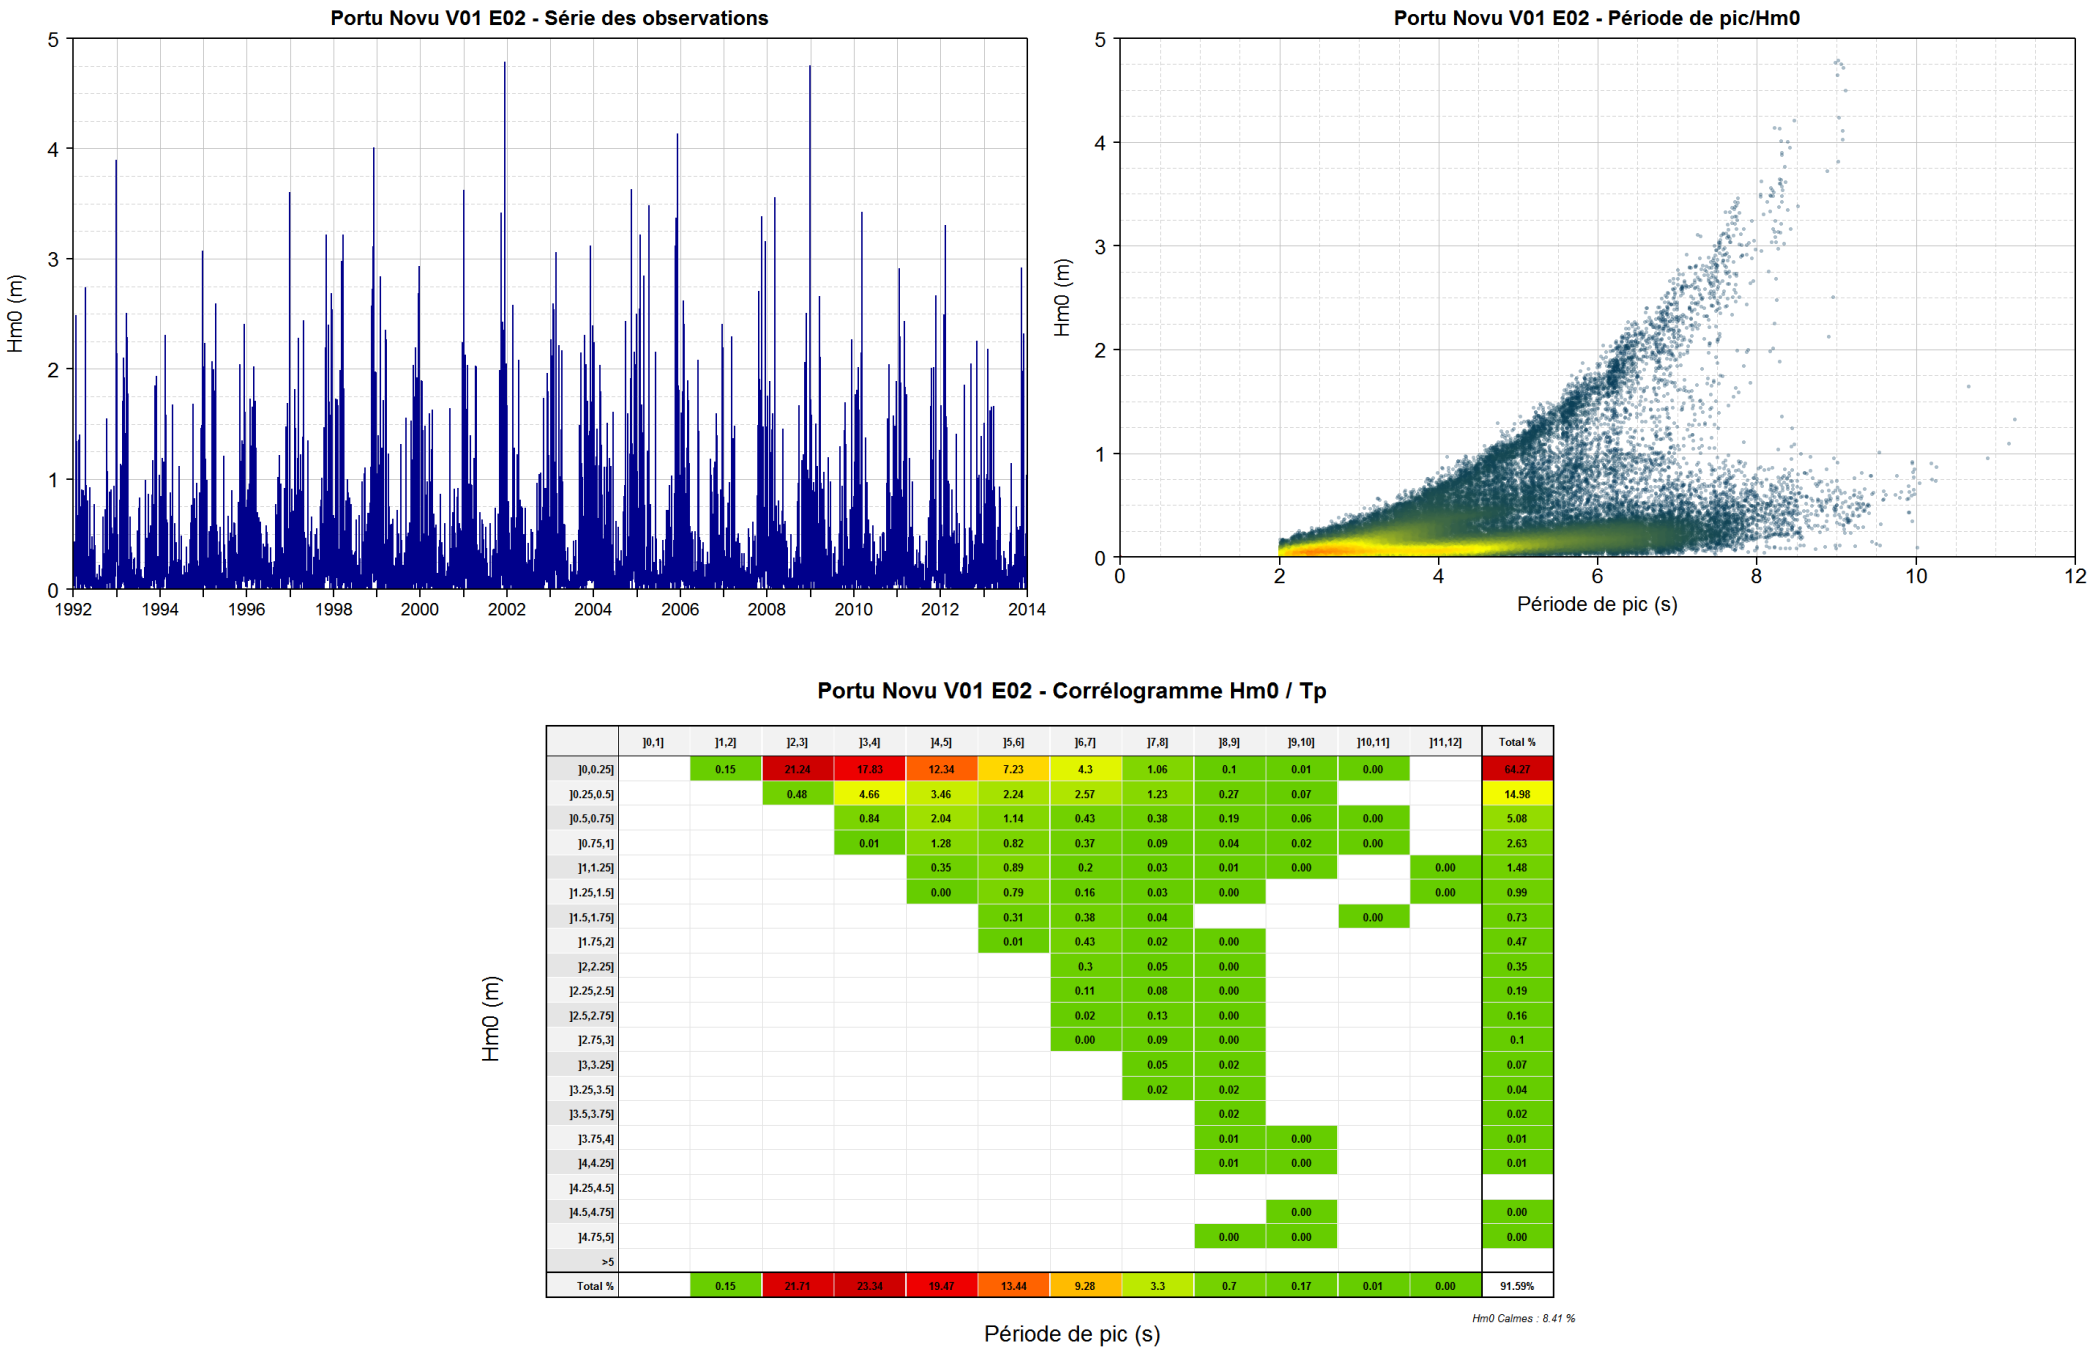 Portu Novu V01 E02 - Série des observations
Hm0 (m)
5
4
3
2
1
0
1992 1994 1996 1998 2000 2002 2004 2006 2008 2010 2012 2014
Portu Novu V01 E02 - Période de pic/Hm0
Hm0 (m)
5
4
3
2
1
0
0 2 4 6 8 10 12
Période de pic (s)
Portu Novu V01 E02 - Corrélogramme Hm0 / Tp
Hm0 (m)
]0,1] ]1,2] ]2,3] ]3,4] ]4,5] ]5,6] ]6,7] ]7,8] ]8,9] ]9,10] ]10,11] ]11,12] Total %
]0,0.25] 0.15 21.24 17.83 12.34 7.23 4.3 1.06 0.1 0.01 0.00 64.27
]0.25,0.5] 0.48 4.66 3.46 2.24 2.57 1.23 0.27 0.07 14.98
]0.5,0.75] 0.84 2.04 1.14 0.43 0.38 0.19 0.06 0.00 5.08
]0.75,1] 0.01 1.28 0.82 0.37 0.09 0.04 0.02 0.00 2.63
]1,1.25] 0.35 0.89 0.2 0.03 0.01 0.00 0.00 1.48
]1.25,1.5] 0.00 0.79 0.16 0.03 0.00 0.00 0.99
]1.5,1.75] 0.31 0.38 0.04 0.00 0.73
]1.75,2] 0.01 0.43 0.02 0.00 0.47
]2,2.25] 0.3 0.05 0.00 0.35
]2.25,2.5] 0.11 0.08 0.00 0.19
]2.5,2.75] 0.02 0.13 0.00 0.16
]2.75,3] 0.00 0.09 0.00 0.1
]3,3.25] 0.05 0.02 0.07
]3.25,3.5] 0.02 0.02 0.04
]3.5,3.75] 0.02 0.02
]3.75,4] 0.01 0.00 0.01
]4,4.25] 0.01 0.00 0.01
]4.25,4.5]
]4.5,4.75] 0.00 0.00
]4.75,5] 0.00 0.00 0.00
>5
Total % 0.15 21.71 23.34 19.47 13.44 9.28 3.3 0.7 0.17 0.01 0.00 91.59%
Hm0 Calmes : 8.41 %
Période de pic (s)